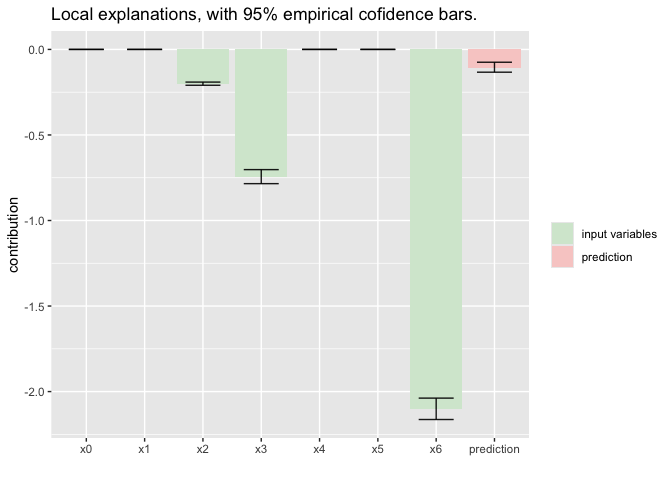 Local explanations, with 95% empirical cofidence bars.
0.0
-0.5
-1.0
-1.5
-2.0
contribution
x0 x1 x2 x3 x4 x5 x6 prediction
input variables
prediction